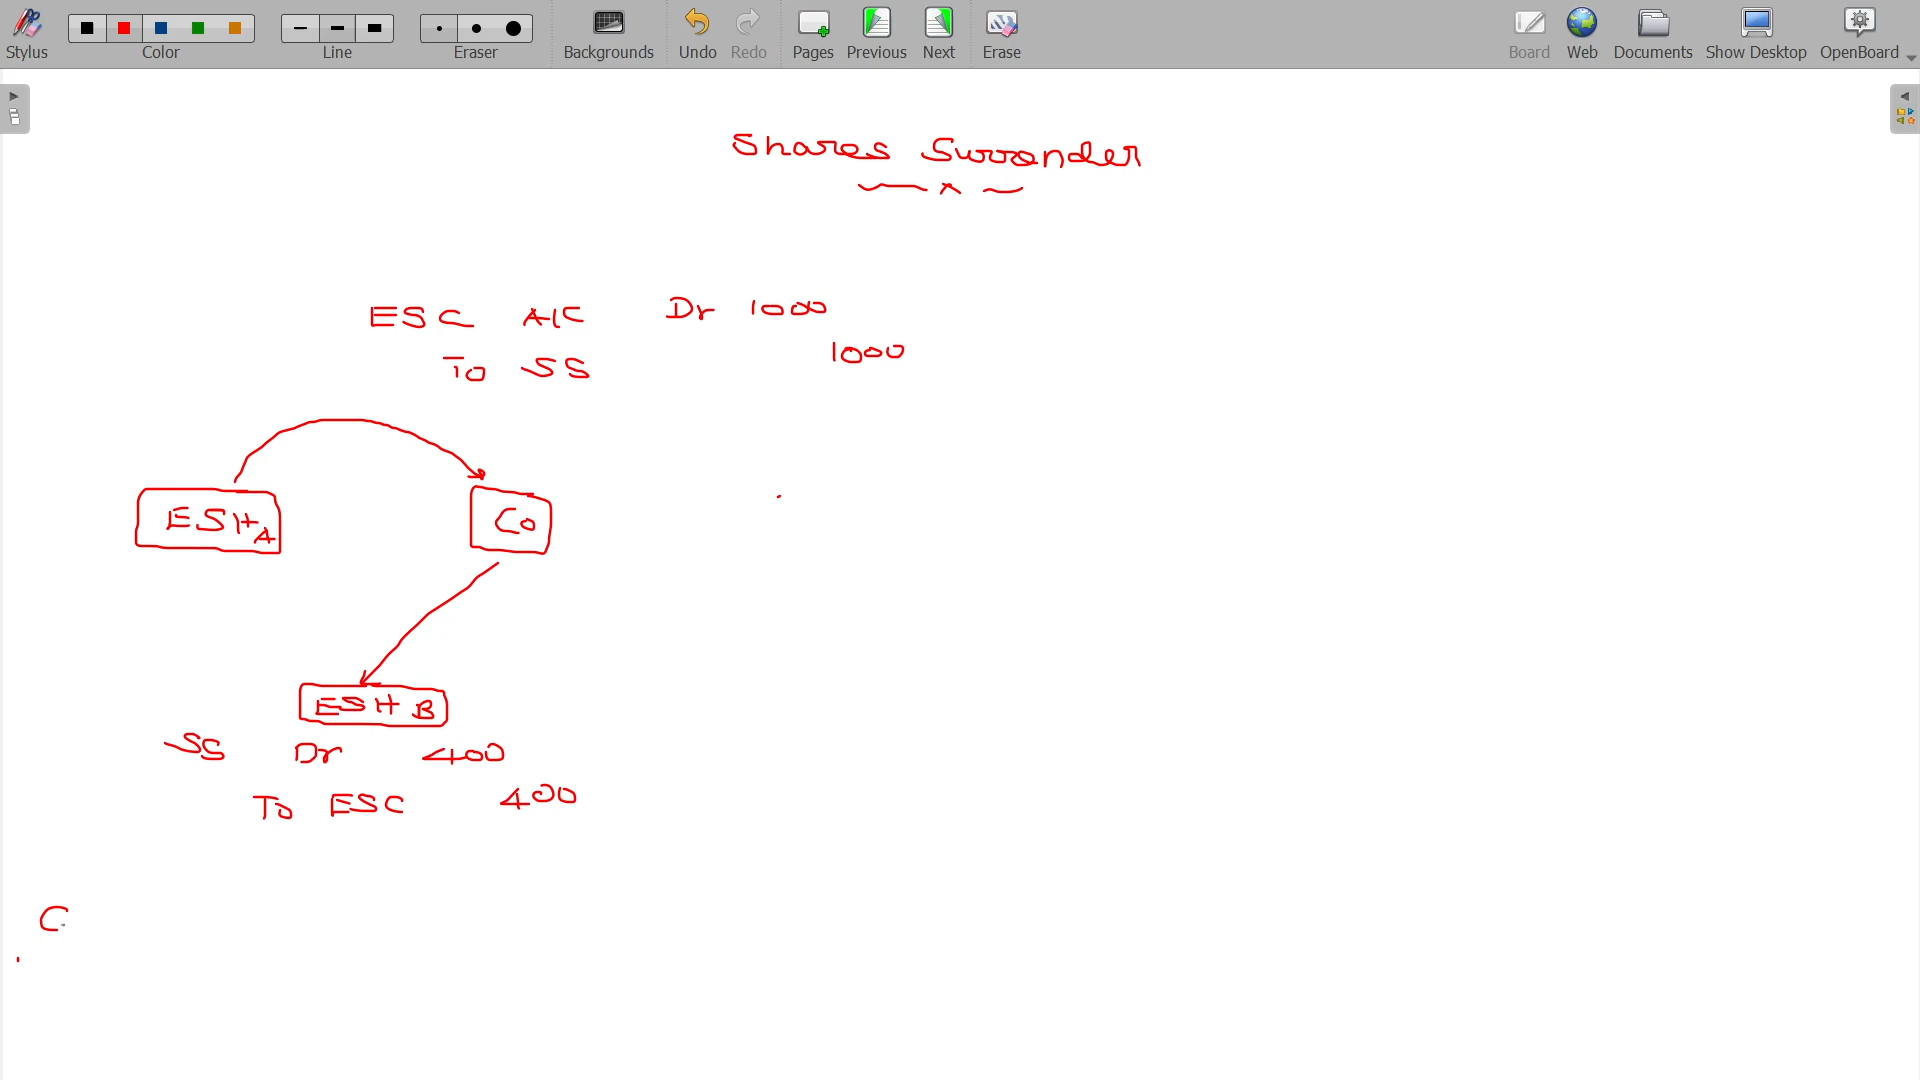 Stylus Color Line Eraser Backgrounds Undo Redo Pages Previous Next Erase Board Web Documents Show Desktop OpenBoard
Shares Surrender
ESC A/C Dr 1000
To SS 1000
ESH A
Co
ESH B
SS Dr 400
To ESC 400
C